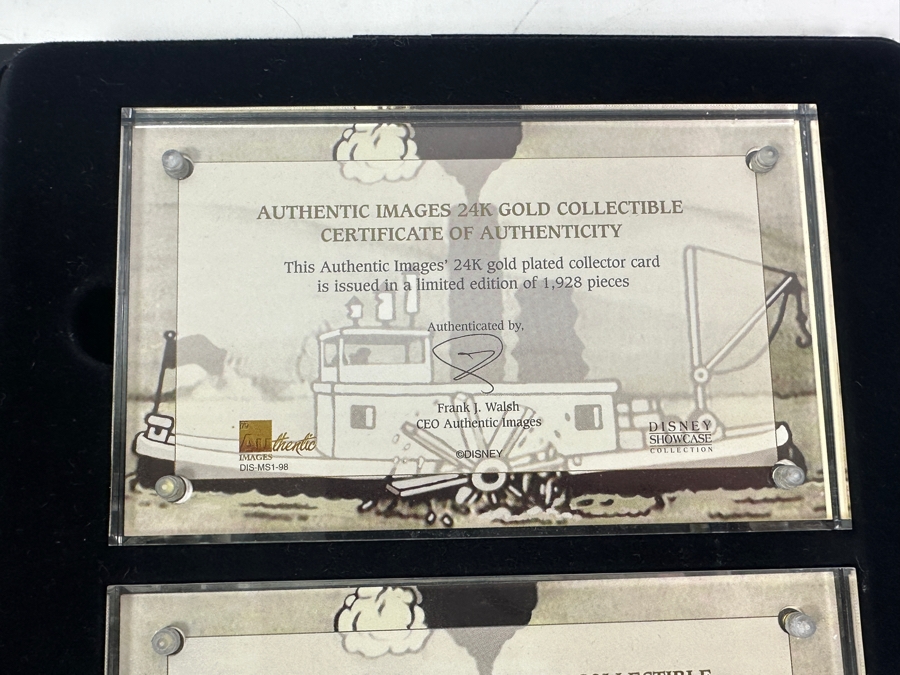 AUTHENTIC IMAGES 24K GOLD COLLECTIBLE
CERTIFICATE OF AUTHENTICITY
This Authentic Images' 24K gold plated collector card
is issued in a limited edition of 1,928 pieces
Authenticated by,
Frank J. Walsh
CEO Authentic Images
©DISNEY
Authentic
IMAGES
DIS-MS1-98
DISNEY
SHOWCASE
COLLECTION
COLLECTIBLE